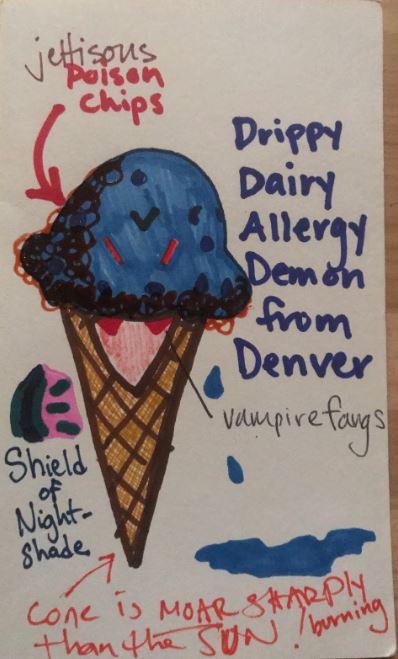 jettisons
Poison
Chips
Drippy
Dairy
Allergy
Demon
from
Denver
vampire fangs
Shield
of
Night-
shade
Cone is MOAR SHARPLY
than the SUN! burning